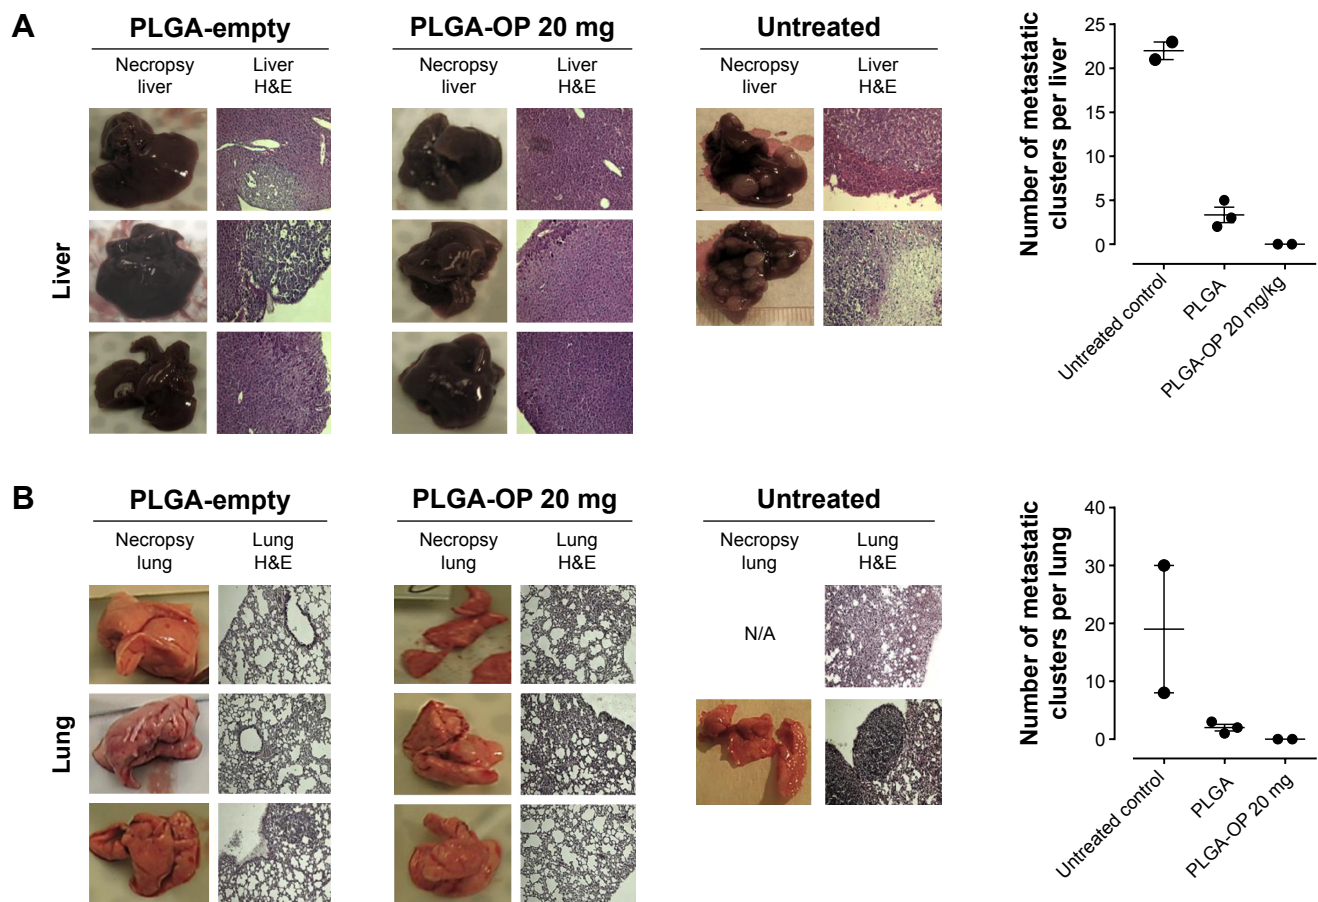 A
PLGA-empty
PLGA-OP 20 mg
Untreated
Necropsy
liver
Liver
H&E
Necropsy
liver
Liver
H&E
Necropsy
liver
Liver
H&E
Liver
Number of metastatic
clusters per liver
25
20
15
10
5
0
Untreated control
PLGA
PLGA-OP 20 mg/kg
B
PLGA-empty
PLGA-OP 20 mg
Untreated
Necropsy
lung
Lung
H&E
Necropsy
lung
Lung
H&E
Necropsy
lung
Lung
H&E
N/A
Lung
Number of metastatic
clusters per lung
40
30
20
10
0
Untreated control
PLGA
PLGA-OP 20 mg